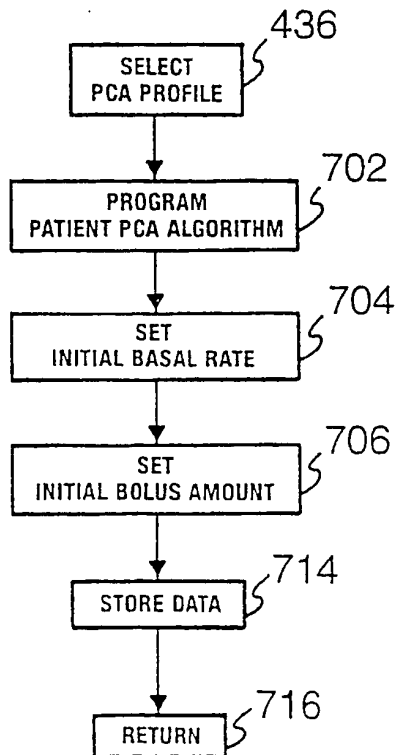 436
SELECT
PCA PROFILE
702
PROGRAM
PATIENT PCA ALGORITHM
704
SET
INITIAL BASAL RATE
706
SET
INITIAL BOLUS AMOUNT
714
STORE DATA
716
RETURN